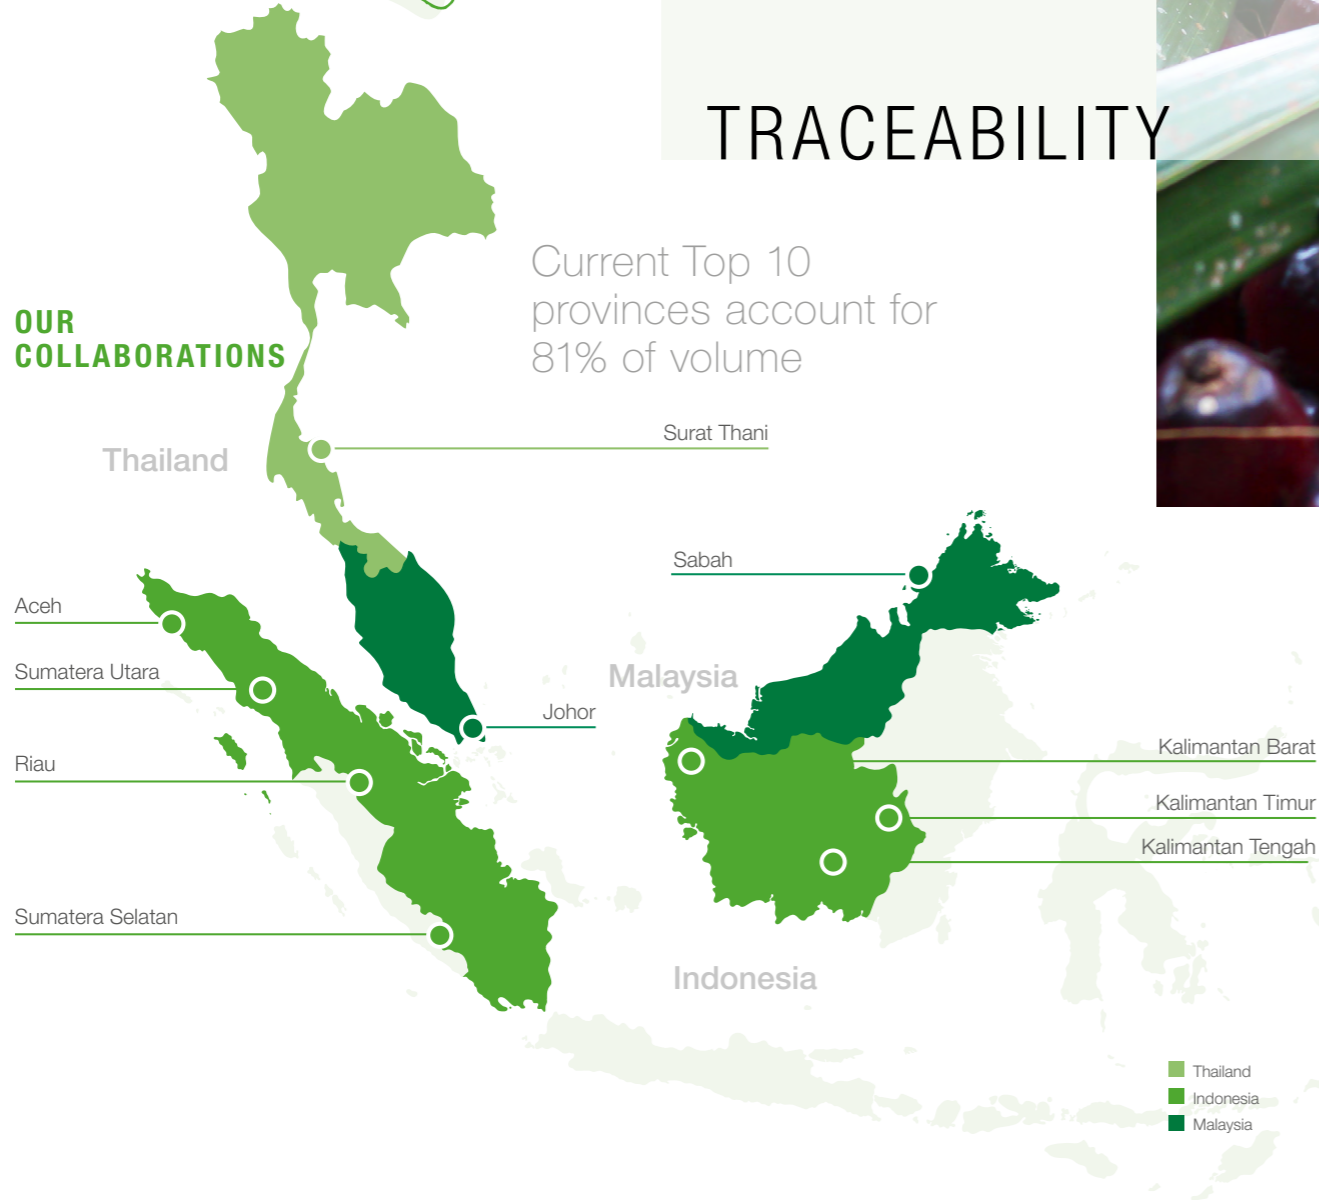 TRACEABILITY
Current Top 10
provinces account for
81% of volume
OUR
COLLABORATIONS
Thailand
Surat Thani
Sabah
Aceh
Sumatera Utara
Malaysia
Johor
Riau
Kalimantan Barat
Kalimantan Timur
Kalimantan Tengah
Sumatera Selatan
Indonesia
Thailand
Indonesia
Malaysia